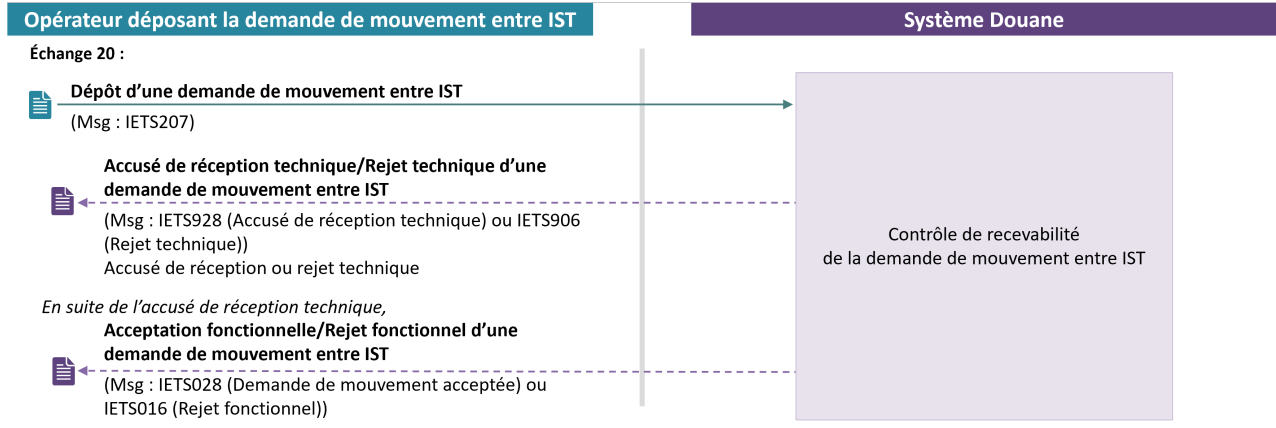 Opérateur déposant la demande de mouvement entre IST
Système Douane
Échange 20 :
Dépôt d’une demande de mouvement entre IST
(Msg : IETS207)
Accusé de réception technique/Rejet technique d’une
demande de mouvement entre IST
(Msg : IETS928 (Accusé de réception technique) ou IETS906
(Rejet technique))
Accusé de réception ou rejet technique
Contrôle de recevabilité
de la demande de mouvement entre IST
En suite de l’accusé de réception technique,
Acceptation fonctionnelle/Rejet fonctionnel d’une
demande de mouvement entre IST
(Msg : IETS028 (Demande de mouvement acceptée) ou
IETS016 (Rejet fonctionnel))